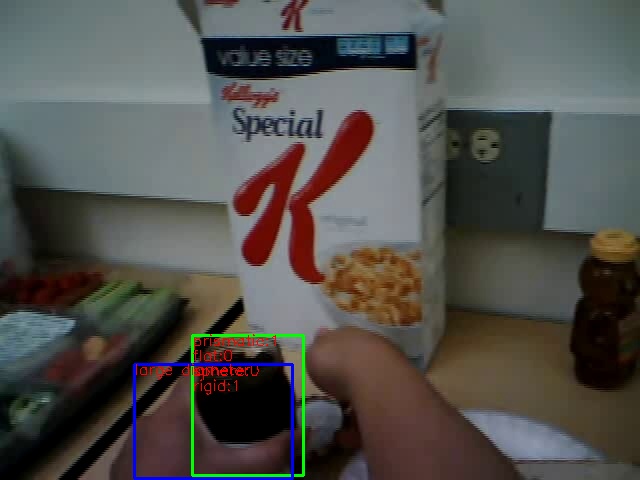 K
value size
Kellogg's
Special
K
prismatic:1
flat:0
large_diameter:0
rigid:1